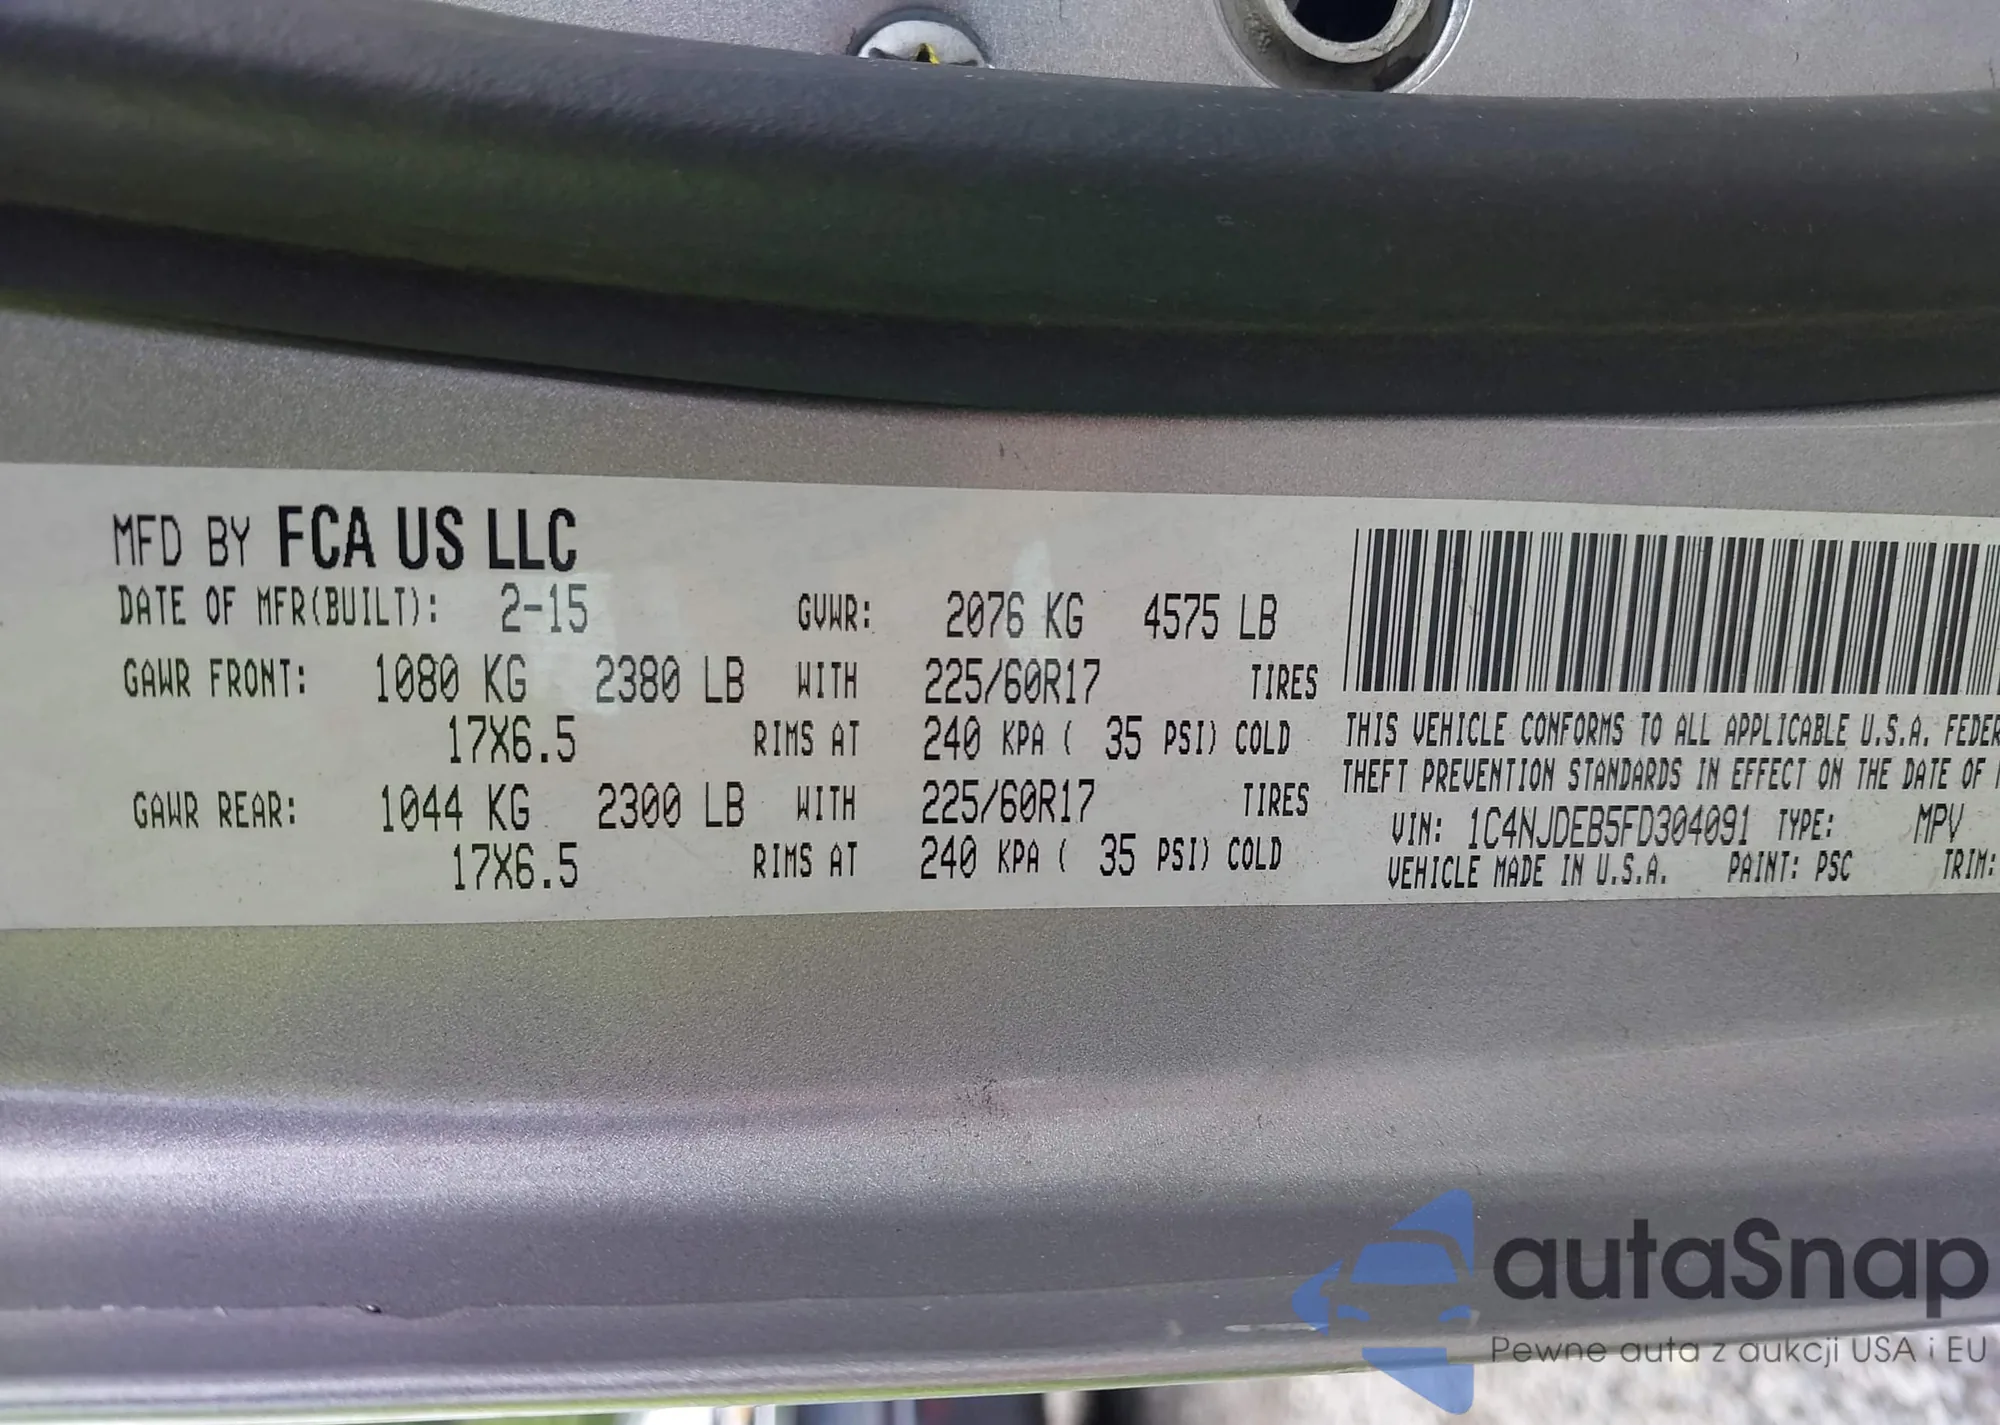 MFD BY FCA US LLC
DATE OF MFR(BUILT): 2-15 GVWR: 2076 KG 4575 LB
GAWR FRONT: 1080 KG 2380 LB WITH 225/60R17 TIRES
17X6.5 RIMS AT 240 KPA ( 35 PSI) COLD
GAWR REAR: 1044 KG 2300 LB WITH 225/60R17 TIRES
17X6.5 RIMS AT 240 KPA ( 35 PSI) COLD
THIS VEHICLE CONFORMS TO ALL APPLICABLE U.S.A. FEDER
THEFT PREVENTION STANDARDS IN EFFECT ON THE DATE OF
VIN: 1C4NJDEB5FD304091 TYPE: MPV
VEHICLE MADE IN U.S.A. PAINT: PSC TRIM:
autaSnap
Pewne auta z aukcji USA i EU